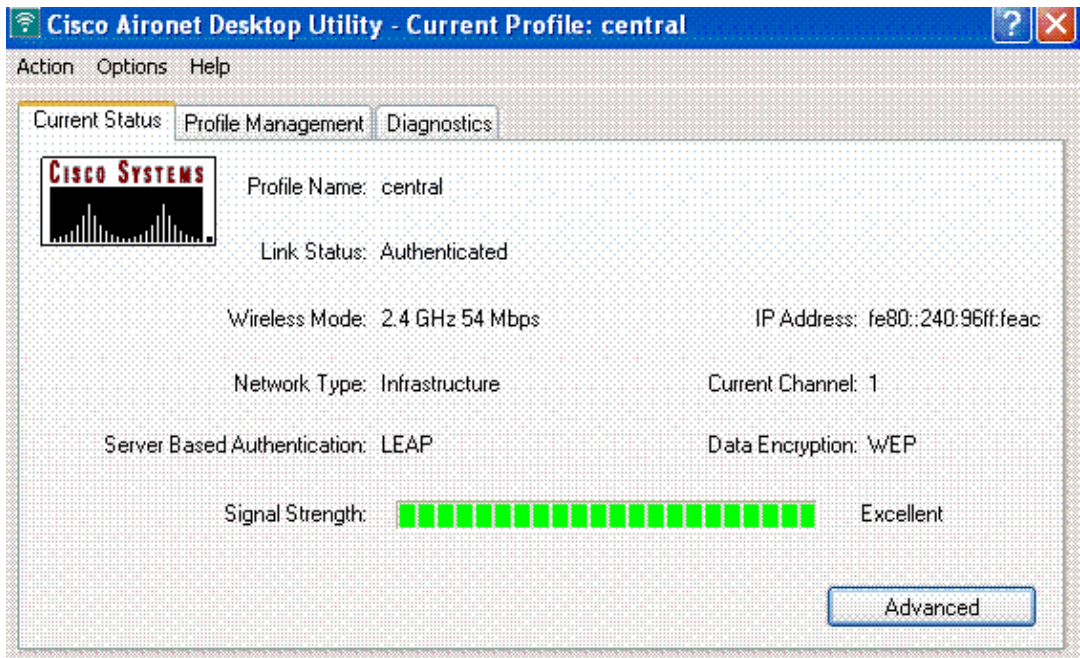 Cisco Aironet Desktop Utility - Current Profile: central
Action Options Help
Current Status Profile Management Diagnostics
CISCO SYSTEMS
Profile Name: central
Link Status: Authenticated
Wireless Mode: 2.4 GHz 54 Mbps IP Address: fe80::240:96ff:feac
Network Type: Infrastructure Current Channel: 1
Server Based Authentication: LEAP Data Encryption: WEP
Signal Strength: Excellent
Advanced